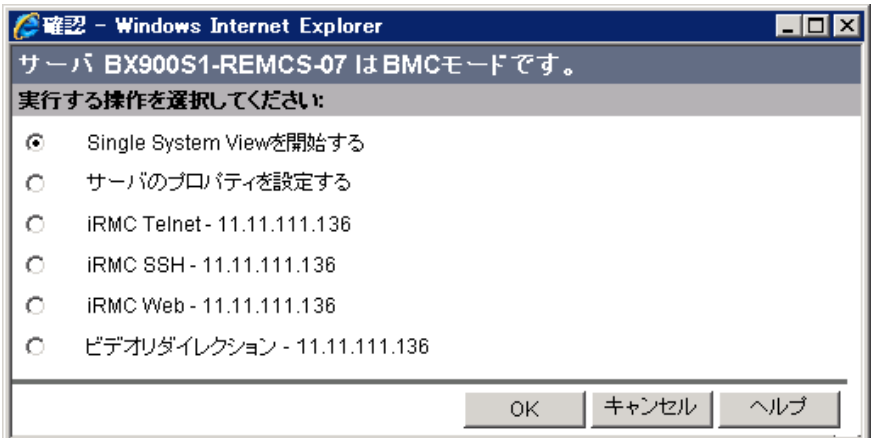 確認 - Windows Internet Explorer
サーバ BX900S1-REMCS-07 はBMCモードです。
実行する操作を選択してください:
Single System Viewを開始する
サーバのプロパティを設定する
iRMC Telnet - 11.11.111.136
iRMC SSH - 11.11.111.136
iRMC Web - 11.11.111.136
ビデオリダイレクション - 11.11.111.136
OK キャンセル ヘルプ